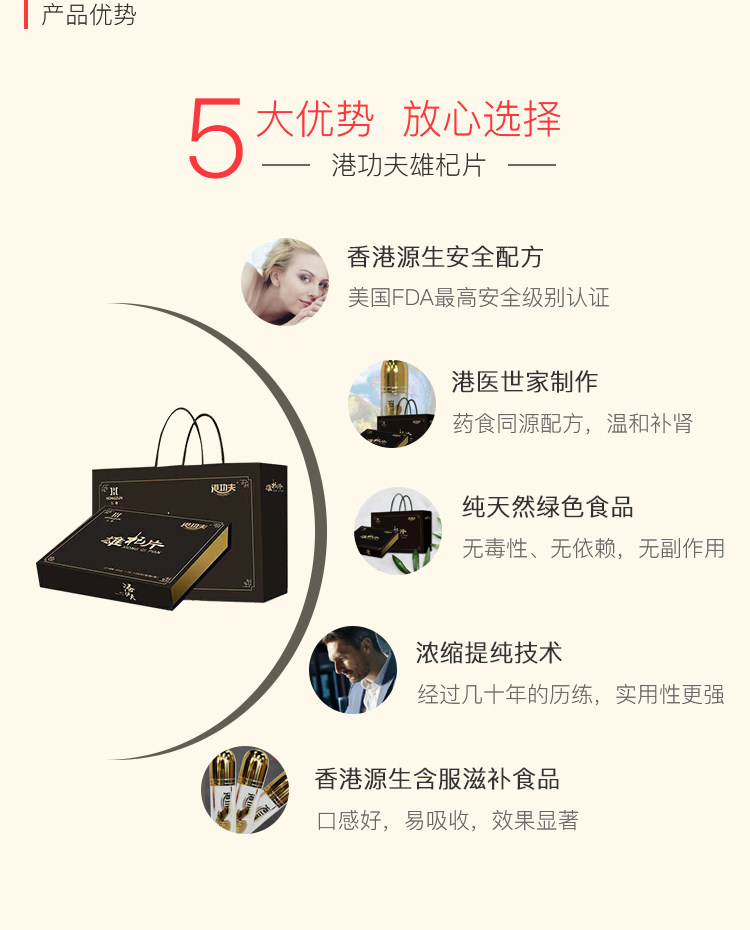 产品优势
5
大优势 放心选择
港功夫雄杞片
香港源生安全配方
美国FDA最高安全级别认证
港医世家制作
药食同源配方，温和补肾
港功夫
雄杞片
港功夫
雄杞片
XIONG QI PIAN
纯天然绿色食品
无毒性、无依赖，无副作用
浓缩提纯技术
经过几十年的历练，实用性更强
香港源生含服滋补食品
口感好，易吸收，效果显著